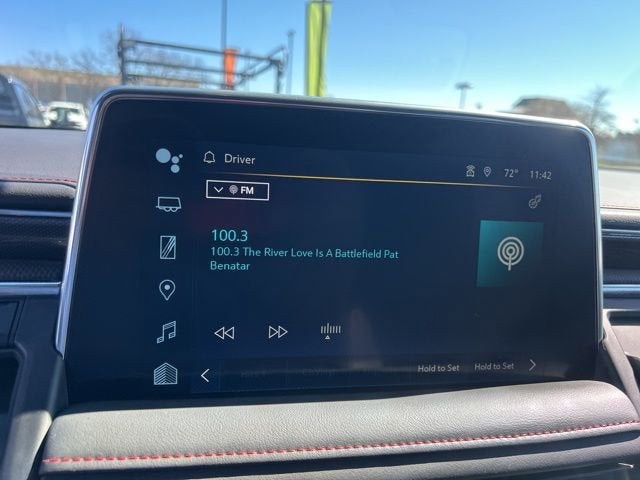 Driver
72° 11:42
FM
100.3
100.3 The River Love Is A Battlefield Pat
Benatar
Hold to Set Hold to Set